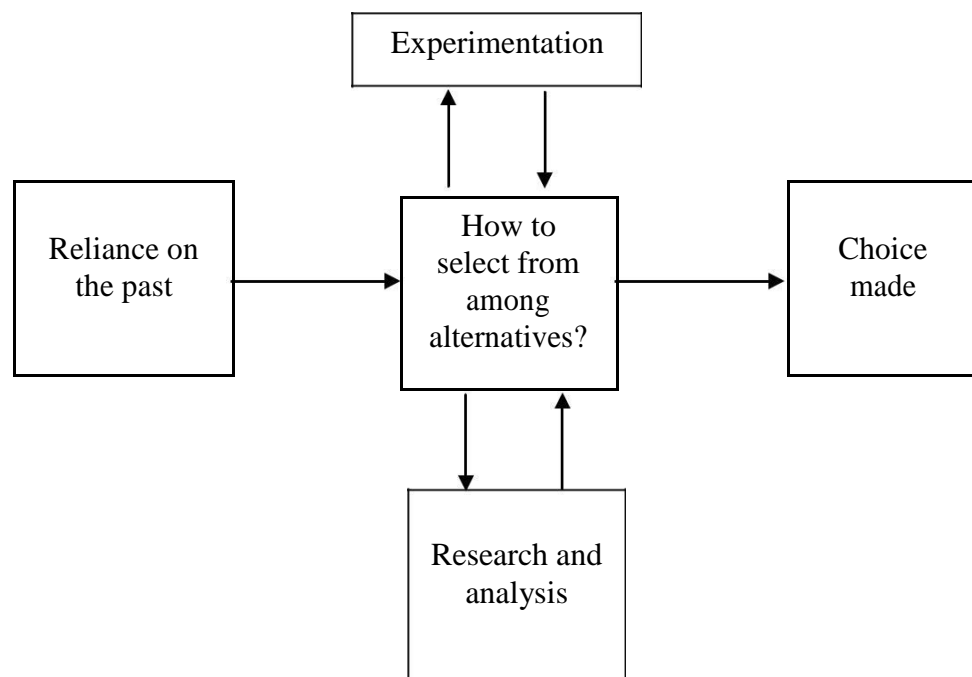 Experimentation
Reliance on
the past
How to
select from
among
alternatives?
Choice
made
Research and
analysis